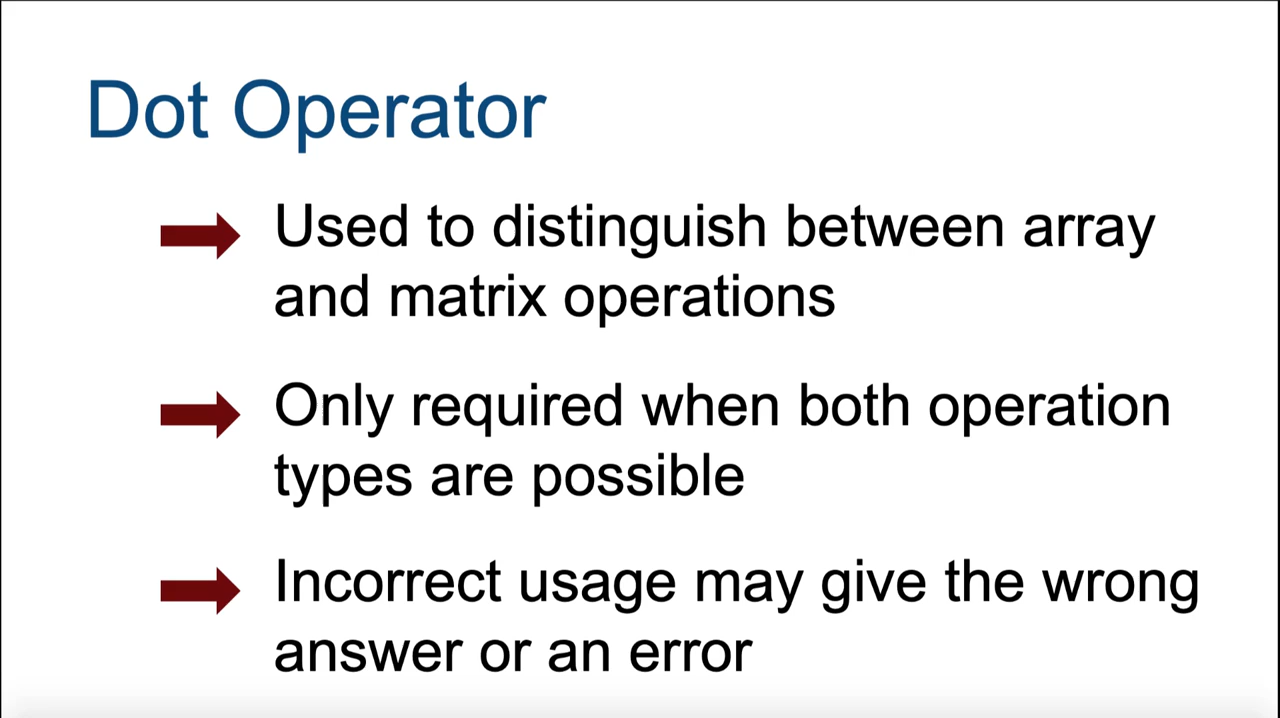 Dot Operator
Used to distinguish between array
and matrix operations
Only required when both operation
types are possible
Incorrect usage may give the wrong
answer or an error